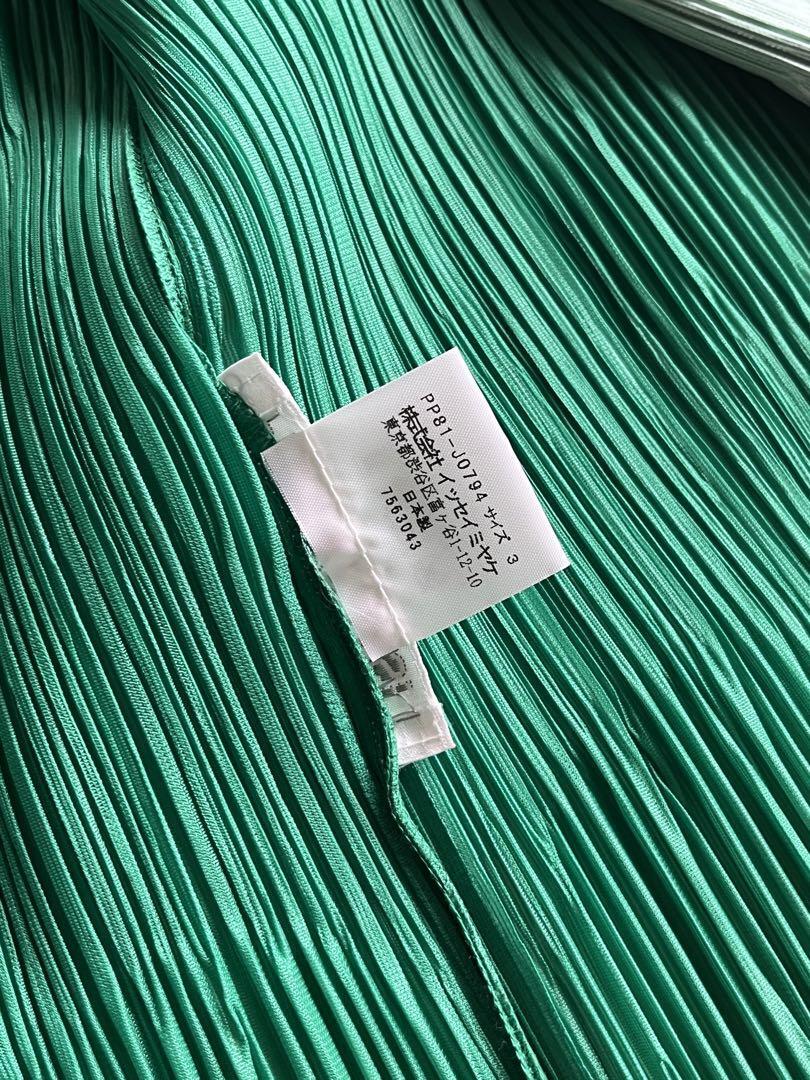 PP81-J0794 サイズ 3
株式会社 イッセイミヤケ
東京都渋谷区富ヶ谷1-12-10
日本製
7563043